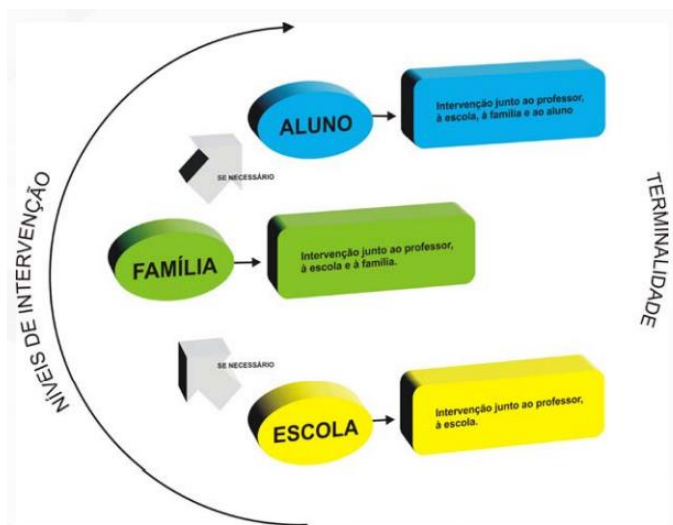 ALUNO
Intervenção junto ao professor,
à escola, à família e ao aluno
SE NECESSÁRIO
NÍVEIS DE INTERVENÇÃO
TERMINALIDADE
FAMÍLIA
Intervenção junto ao professor,
à escola e à família.
SE NECESSÁRIO
ESCOLA
Intervenção junto ao professor,
à escola.